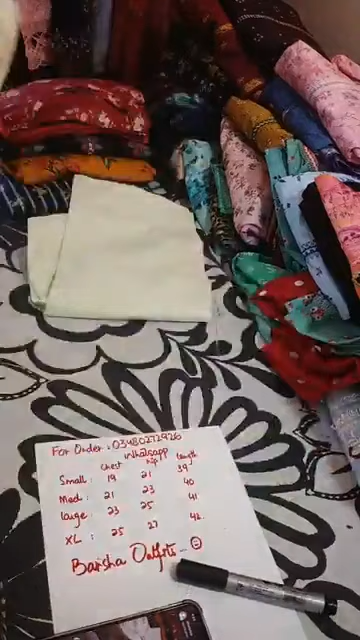 For Order : 03480272926
Whatsapp
Chest Hip length
Small : 19 21 39
Med : 21 23 40
large : 23 25 41
XL : 25 27 42
Barsha Outfits_☺